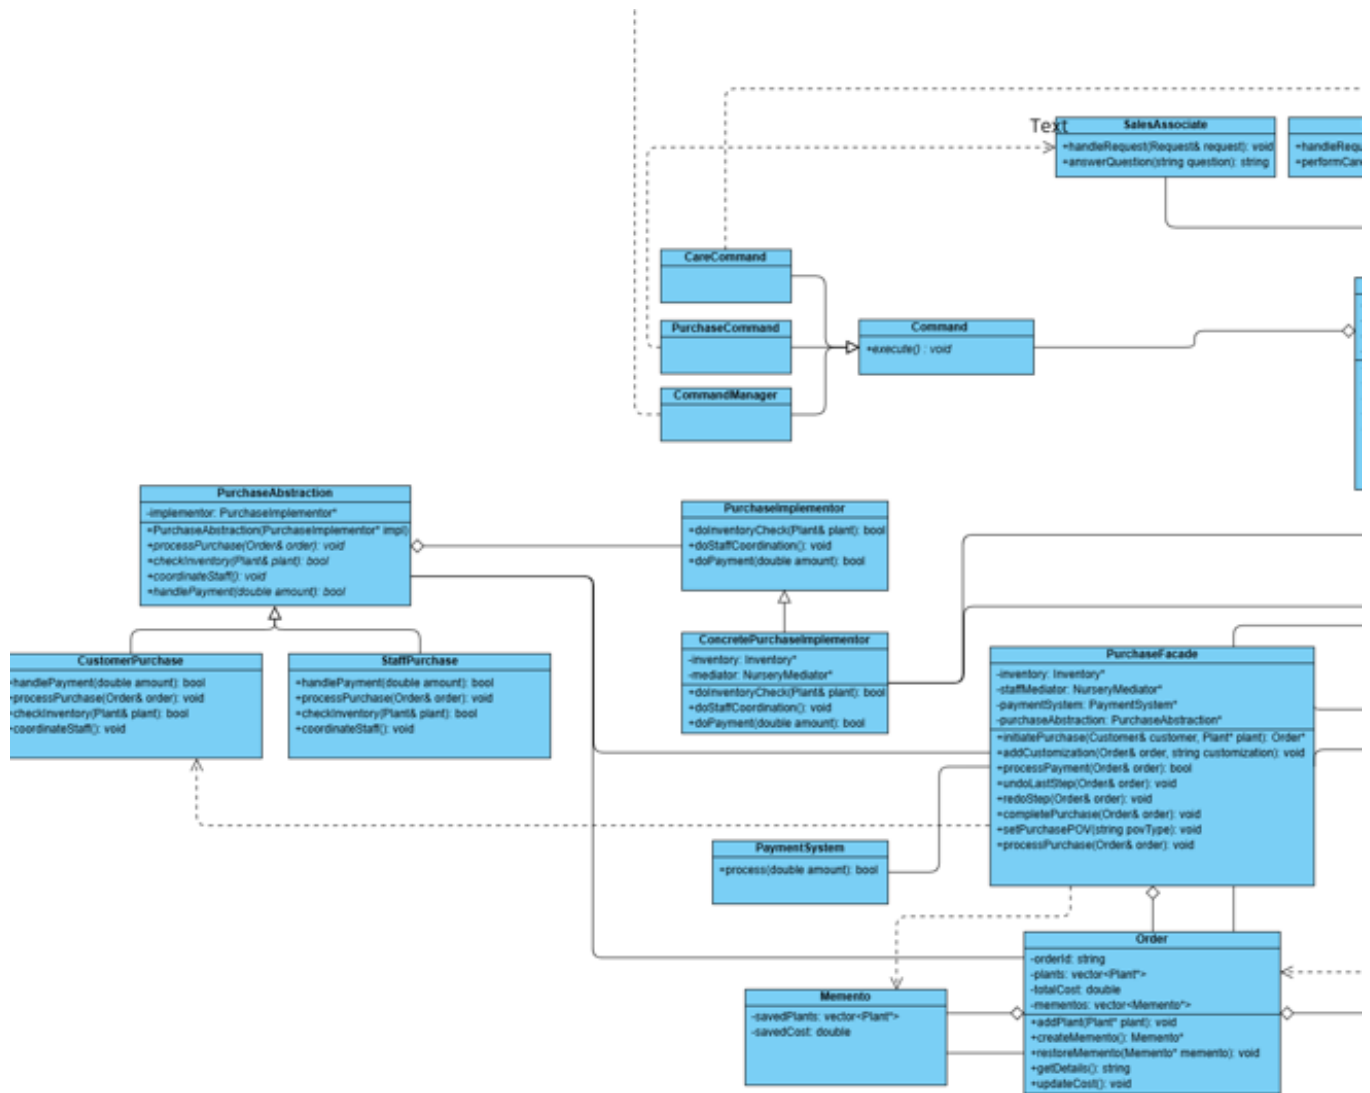 Text
SalesAssociate
+handleRequest(Request& request): void
+answerQuestion(string question): string
+handleRequ
+performCare
CareCommand
PurchaseCommand
CommandManager
Command
+execute() : void
PurchaseAbstraction
-implementor: PurchaseImplementor*
+PurchaseAbstraction(PurchaseImplementor* impl)
+processPurchase(Order& order): void
+checkInventory(Plant& plant): bool
+coordinateStaff(): void
+handlePayment(double amount): bool
PurchaseImplementor
+doInventoryCheck(Plant& plant): bool
+doStaffCoordination(): void
+doPayment(double amount): bool
ConcretePurchaseImplementor
-inventory: Inventory*
-mediator: NurseryMediator*
+doInventoryCheck(Plant& plant): bool
+doStaffCoordination(): void
+doPayment(double amount): bool
CustomerPurchase
+handlePayment(double amount): bool
+processPurchase(Order& order): void
+checkInventory(Plant& plant): bool
+coordinateStaff(): void
StaffPurchase
+handlePayment(double amount): bool
+processPurchase(Order& order): void
+checkInventory(Plant& plant): bool
+coordinateStaff(): void
PurchaseFacade
-inventory: Inventory*
-staffMediator: NurseryMediator*
-paymentSystem: PaymentSystem*
-purchaseAbstraction: PurchaseAbstraction*
+initiatePurchase(Customer& customer, Plant* plant): Order*
+addCustomization(Order& order, string customization): void
+processPayment(Order& order): bool
+undoLastStep(Order& order): void
+redoStep(Order& order): void
+completePurchase(Order& order): void
+setPurchasePOV(string povType): void
+processPurchase(Order& order): void
PaymentSystem
+process(double amount): bool
Memento
-savedPlants: vector<Plant*>
-savedCost: double
Order
-orderId: string
-plants: vector<Plant*>
-totalCost: double
-mementos: vector<Memento*>
+addPlant(Plant* plant): void
+createMemento(): Memento*
+restoreMemento(Memento* memento): void
+getDetails(): string
+updateCost(): void